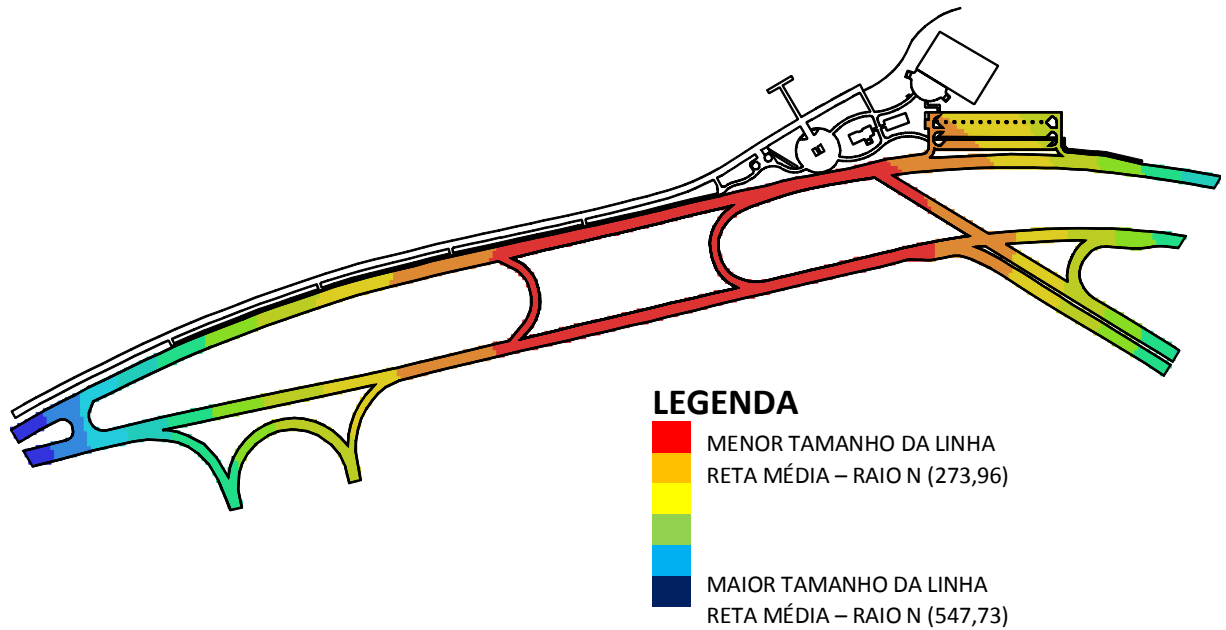 LEGENDA
MENOR TAMANHO DA LINHA
RETA MÉDIA – RAIO N (273,96)
MAIOR TAMANHO DA LINHA
RETA MÉDIA – RAIO N (547,73)